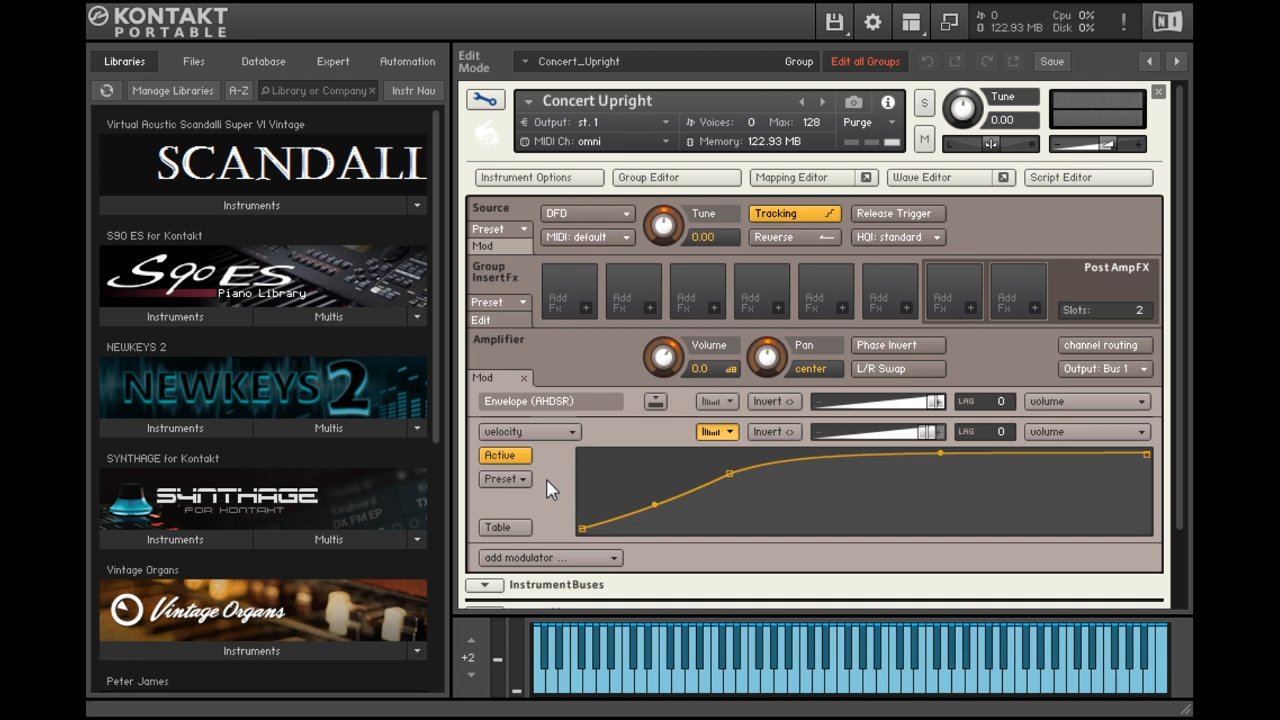 KONTAKT
PORTABLE
0
122.93 MB
Cpu 0%
Disk 0%
!
NI
Libraries
Files
Database
Expert
Automation
Manage Libraries
A-Z
Library or Company
Instr Nav
Virtual Acustic Scandalli Super VI Vintage
SCANDALL
Instruments
S90 ES for Kontakt
S90 ES
Piano Library
Instruments
Multis
NEWKEYS 2
NEWKEYS 2
Instruments
Multis
SYNTHAGE for Kontakt
SYNTHAGE
FOR KONTAKT
Instruments
Multis
Vintage Organs
Vintage Organs
Instruments
Peter James
Edit
Mode
Concert_Upright
Group
Edit all Groups
Save
Concert Upright
Output: st.1
Voices: 0 Max: 128
Purge
MIDI Ch: omni
Memory: 122.93 MB
S
M
Tune
0.00
L R
Instrument Options
Group Editor
Mapping Editor
Wave Editor
Script Editor
Source
Preset
Mod
DFD
MIDI: default
Tune
0.00
Tracking
Reverse
Release Trigger
HQI: standard
Group
InsertFx
Preset
Edit
Add
Fx
Add
Fx
Add
Fx
Add
Fx
Add
Fx
Add
Fx
Add
Fx
Add
Fx
Post Amp FX
Slots: 2
Amplifier
Mod
Volume
0.0 dB
Pan
center
Phase Invert
L/R Swap
channel routing
Output: Bus 1
Envelope (AHDSR)
Invert
LAG 0
volume
velocity
Invert
LAG 0
volume
Active
Preset
Table
add modulator ...
InstrumentBuses
+2